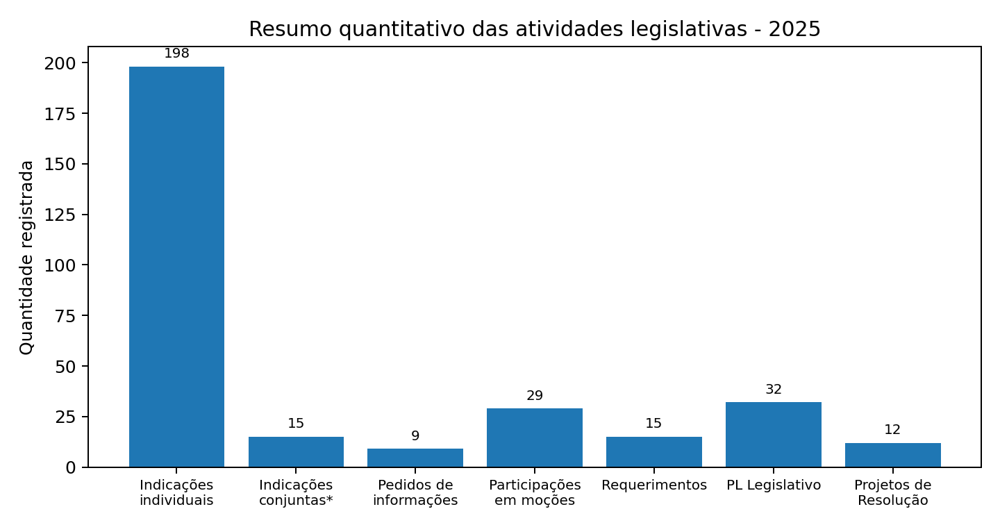 Resumo quantitativo das atividades legislativas - 2025
Quantidade registrada
200
175
150
125
100
75
50
25
0
198
15
9
29
15
32
12
Indicações
individuais
Indicações
conjuntas*
Pedidos de
informações
Participações
em moções
Requerimentos
PL Legislativo
Projetos de
Resolução